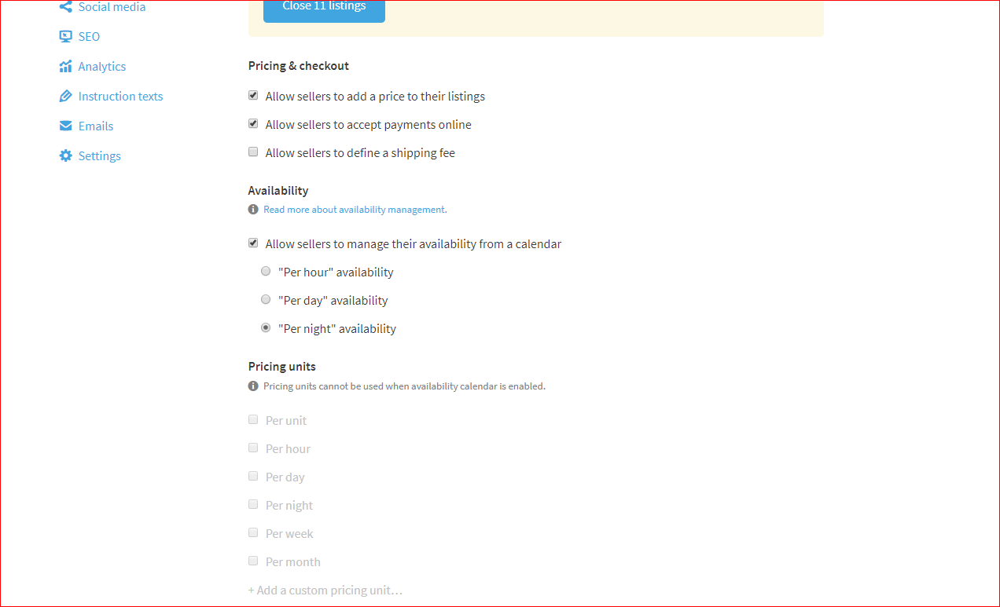 Social media
SEO
Analytics
Instruction texts
Emails
Settings
Close 11 listings
Pricing & checkout
Allow sellers to add a price to their listings
Allow sellers to accept payments online
Allow sellers to define a shipping fee
Availability
Read more about availability management.
Allow sellers to manage their availability from a calendar
"Per hour" availability
"Per day" availability
"Per night" availability
Pricing units
Pricing units cannot be used when availability calendar is enabled.
Per unit
Per hour
Per day
Per night
Per week
Per month
+ Add a custom pricing unit...